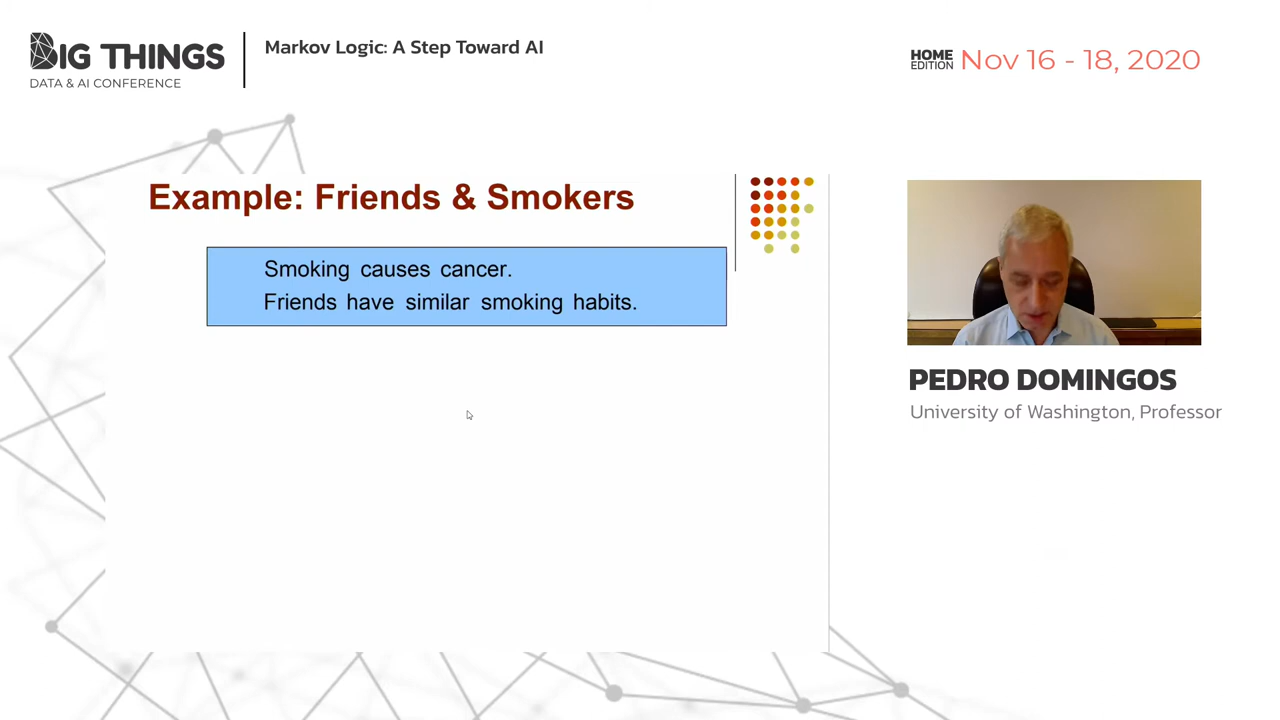 BIG THINGS
DATA & AI CONFERENCE
Markov Logic: A Step Toward AI
HOME
EDITION
Nov 16 - 18, 2020
Example: Friends & Smokers
Smoking causes cancer.
Friends have similar smoking habits.
PEDRO DOMINGOS
University of Washington, Professor